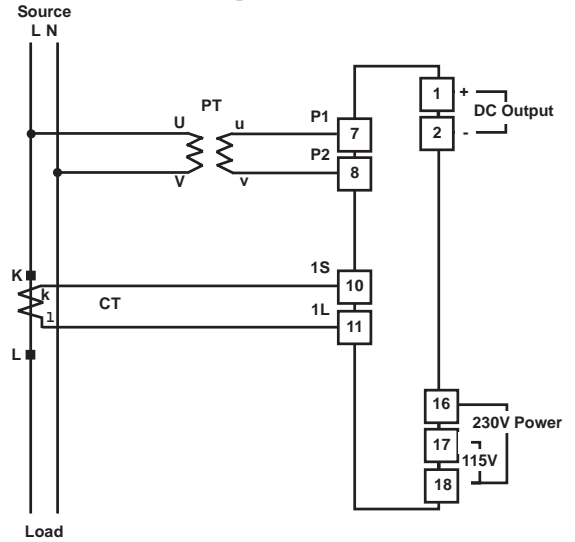 Source
L N
PT
U
u
P1
7
V
v
P2
8
1
+
DC Output
2
-
K
k
CT
1S
10
l
1L
11
L
16
230V Power
17
115V
18
Load